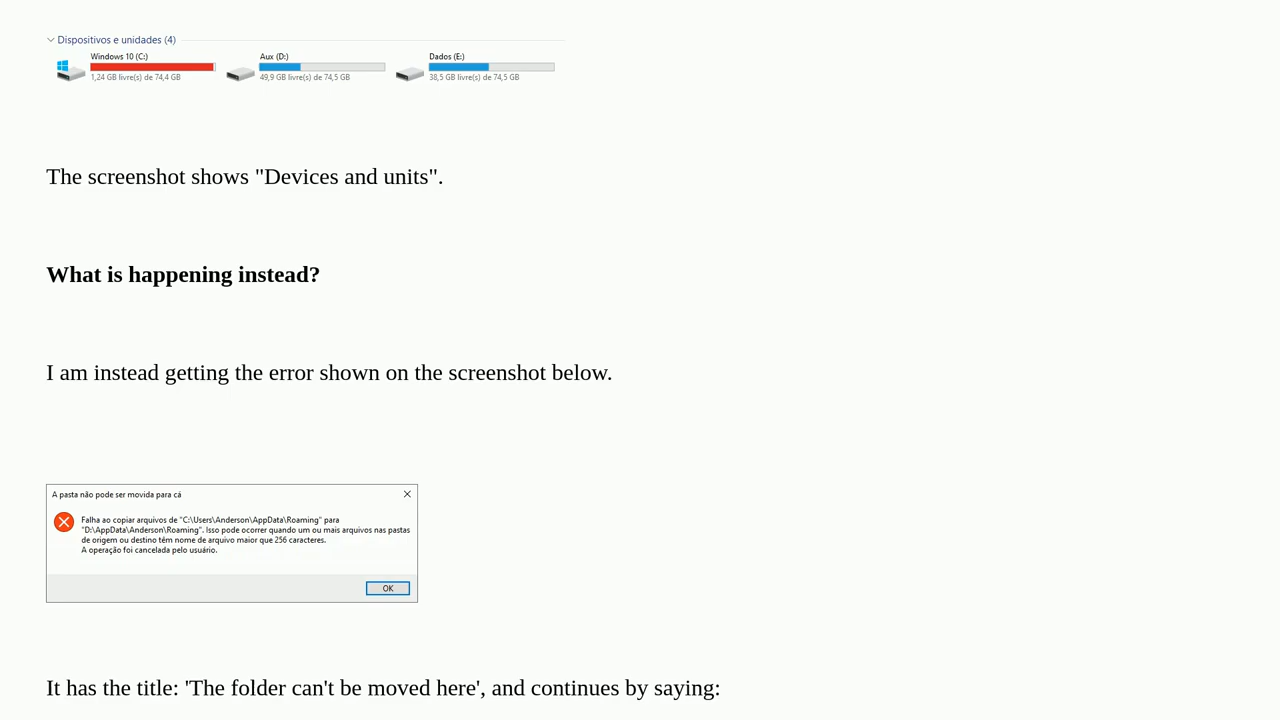 Dispositivos e unidades (4)
Windows 10 (C:)
1,24 GB livre(s) de 74,4 GB
Aux (D:)
49,9 GB livre(s) de 74,5 GB
Dados (E:)
38,5 GB livre(s) de 74,5 GB
The screenshot shows "Devices and units".
What is happening instead?
I am instead getting the error shown on the screenshot below.
A pasta não pode ser movida para cá
Falha ao copiar arquivos de "C:\Users\Anderson\AppData\Roaming" para
"D:\AppData\Anderson\Roaming". Isso pode ocorrer quando um ou mais arquivos nas pastas
de origem ou destino têm nome de arquivo maior que 256 caracteres.
A operação foi cancelada pelo usuário.
OK
It has the title: 'The folder can't be moved here', and continues by saying: